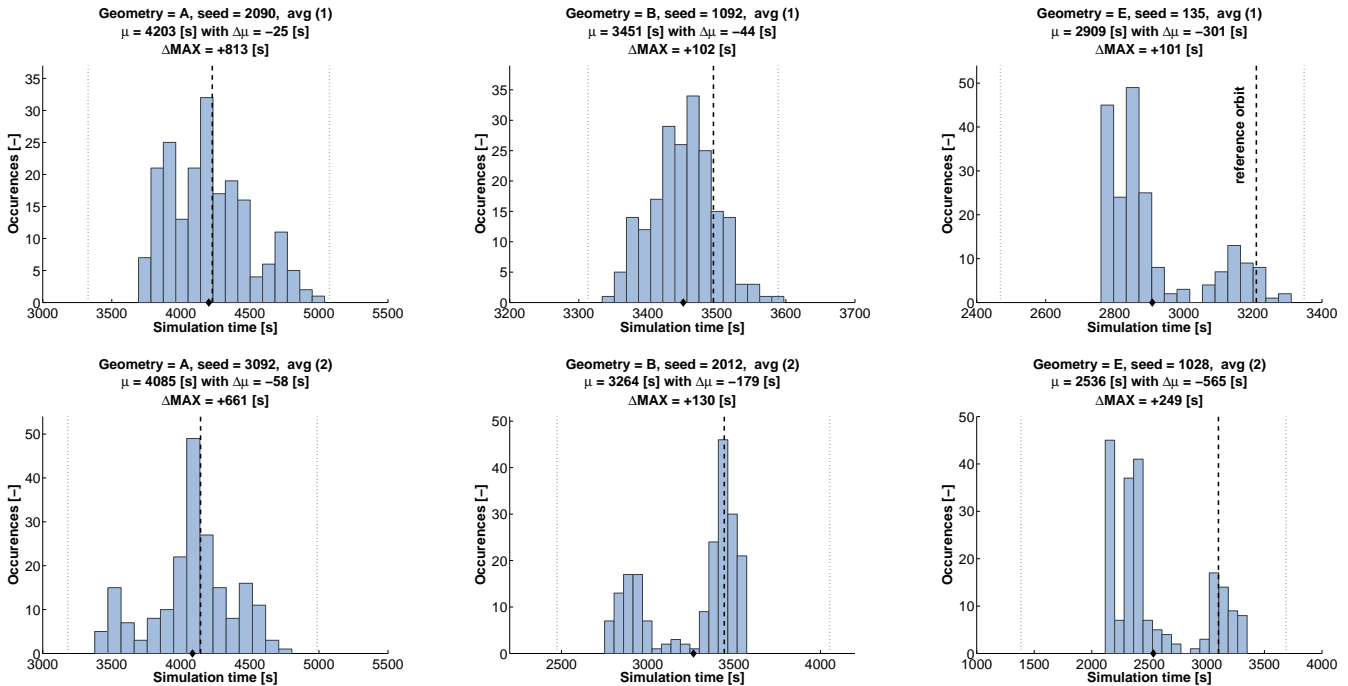 Geometry = A, seed = 2090,  avg (1)
μ = 4203 [s] with Δμ = −25 [s]
ΔMAX = +813 [s]
35
30
25
20
15
10
5
0
Occurences [−]
3000 3500 4000 4500 5000 5500
Simulation time [s]
Geometry = B, seed = 1092,  avg (1)
μ = 3451 [s] with Δμ = −44 [s]
ΔMAX = +102 [s]
35
30
25
20
15
10
5
0
Occurences [−]
3200 3300 3400 3500 3600 3700
Simulation time [s]
Geometry = E, seed = 135,  avg (1)
μ = 2909 [s] with Δμ = −301 [s]
ΔMAX = +101 [s]
50
40
30
20
10
0
Occurences [−]
reference orbit
2400 2600 2800 3000 3200 3400
Simulation time [s]
Geometry = A, seed = 3092,  avg (2)
μ = 4085 [s] with Δμ = −58 [s]
ΔMAX = +661 [s]
50
40
30
20
10
0
Occurences [−]
3000 3500 4000 4500 5000 5500
Simulation time [s]
Geometry = B, seed = 2012,  avg (2)
μ = 3264 [s] with Δμ = −179 [s]
ΔMAX = +130 [s]
50
40
30
20
10
0
Occurences [−]
2500 3000 3500 4000
Simulation time [s]
Geometry = E, seed = 1028,  avg (2)
μ = 2536 [s] with Δμ = −565 [s]
ΔMAX = +249 [s]
50
40
30
20
10
0
Occurences [−]
1000 1500 2000 2500 3000 3500 4000
Simulation time [s]